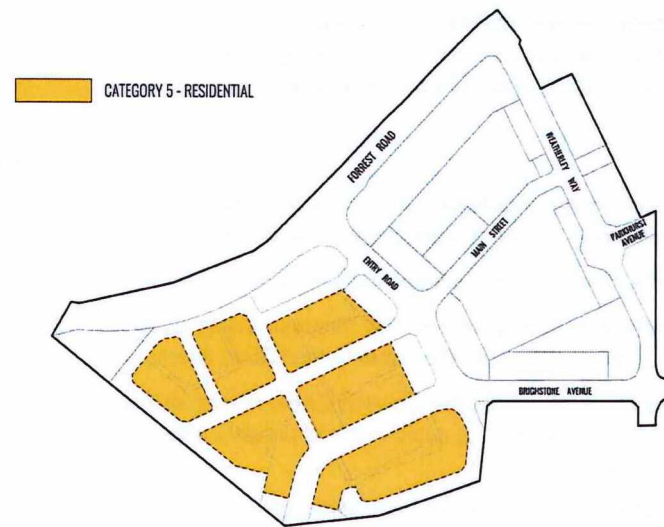 CATEGORY 5 - RESIDENTIAL
FORREST ROAD
WEATHERLEY WAY
MAIN STREET
PARKHURST
AVENUE
ENTRY ROAD
BRIGHSTONE AVENUE